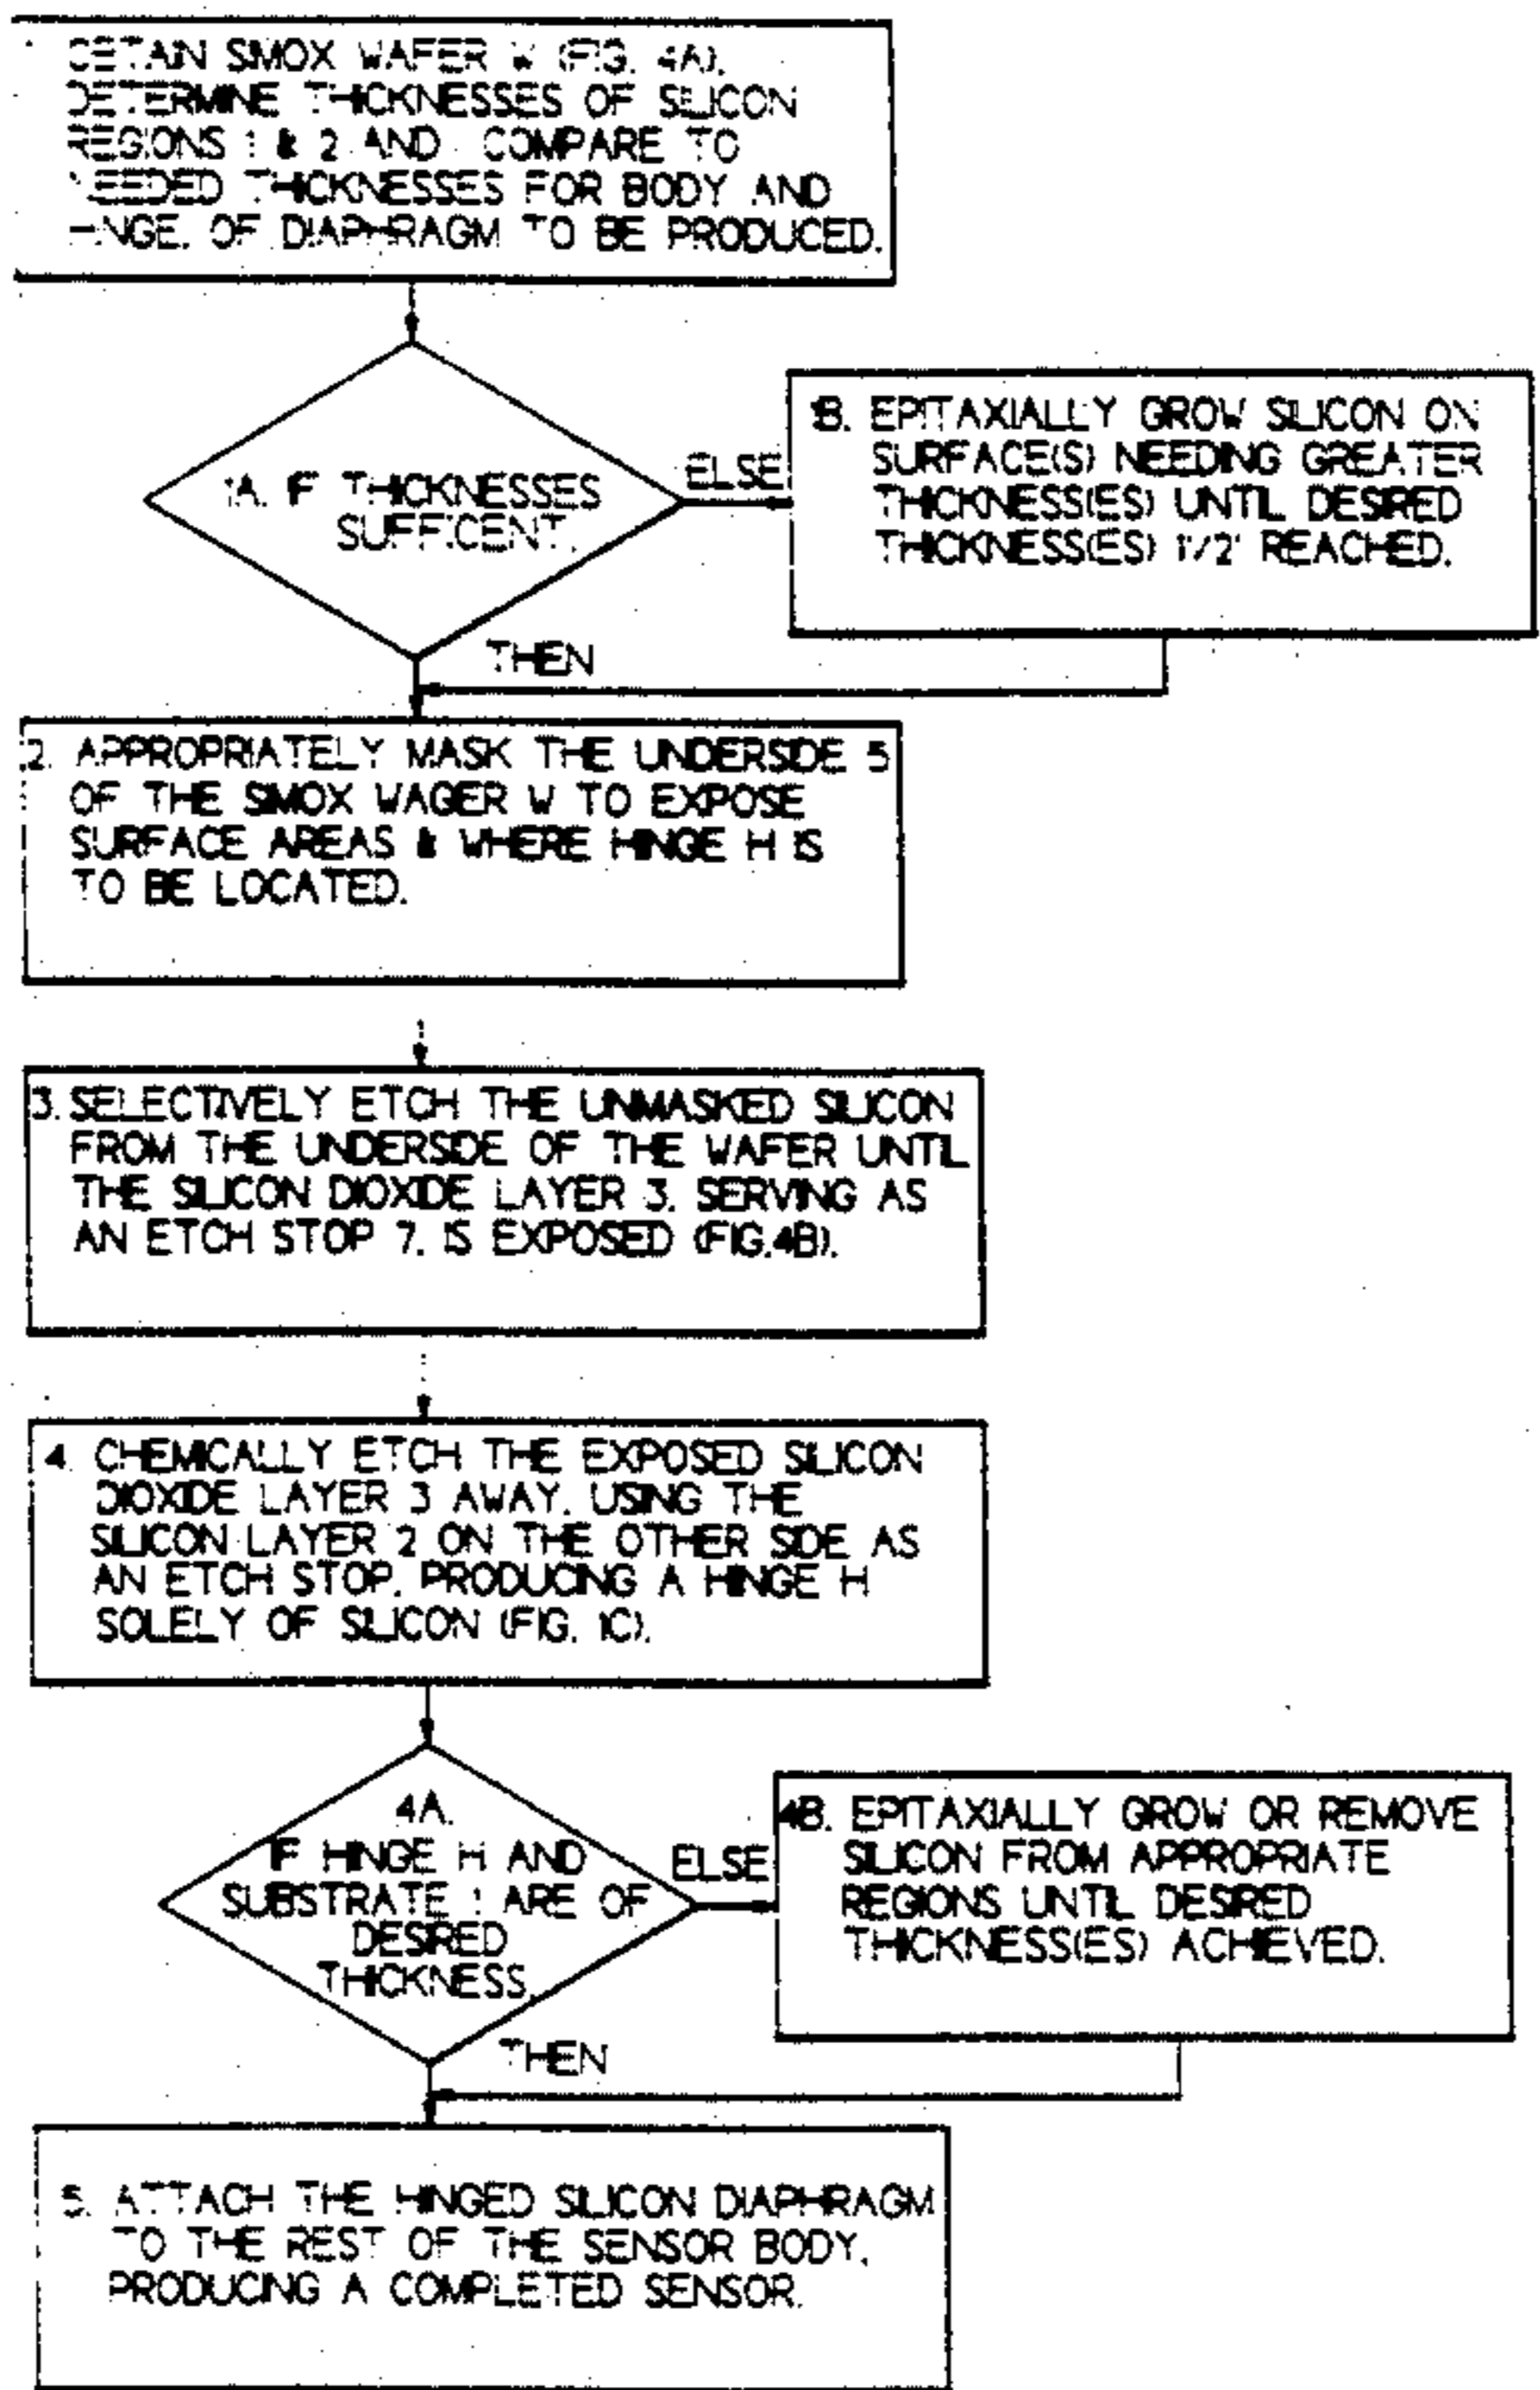 OBTAIN SIMOX WAFER W (FIG. 4A).
DETERMINE THICKNESSES OF SILICON
REGIONS 1 & 2 AND COMPARE TO
NEEDED THICKNESSES FOR BODY AND
HINGE, OF DIAPHRAGM TO BE PRODUCED.
1A. IF THICKNESSES
SUFFICENT,
ELSE
1B. EPITAXIALLY GROW SILICON ON
SURFACE(S) NEEDING GREATER
THICKNESS(ES) UNTIL DESIRED
THICKNESS(ES) 1'/2' REACHED.
THEN
2. APPROPRIATELY MASK THE UNDERSIDE 5
OF THE SIMOX WAGER W TO EXPOSE
SURFACE AREAS & WHERE HINGE H IS
TO BE LOCATED.
3. SELECTIVELY ETCH THE UNMASKED SILICON
FROM THE UNDERSIDE OF THE WAFER UNTIL
THE SILICON DIOXIDE LAYER 3, SERVING AS
AN ETCH STOP 7, IS EXPOSED (FIG.4B).
4. CHEMICALLY ETCH THE EXPOSED SILICON
DIOXIDE LAYER 3 AWAY, USING THE
SILICON LAYER 2 ON THE OTHER SIDE AS
AN ETCH STOP, PRODUCING A HINGE H
SOLELY OF SILICON (FIG. 1C).
4A.
IF HINGE H AND
SUBSTRATE 1 ARE OF
DESIRED
THICKNESS,
ELSE
4B. EPITAXIALLY GROW OR REMOVE
SILICON FROM APPROPRIATE
REGIONS UNTIL DESIRED
THICKNESS(ES) ACHIEVED.
THEN
5. ATTACH THE HINGED SILICON DIAPHRAGM
TO THE REST OF THE SENSOR BODY,
PRODUCING A COMPLETED SENSOR.